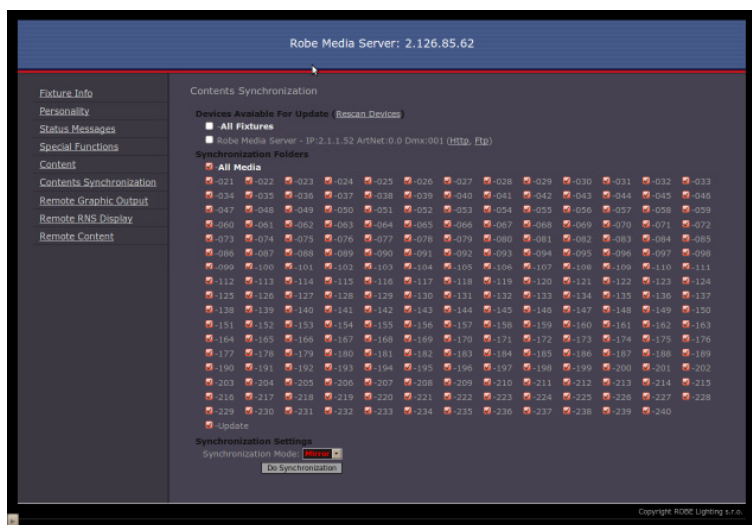 Robe Media Server: 2.126.85.62
Fixture Info
Personality
Status Messages
Special Functions
Content
Contents Synchronization
Remote Graphic Output
Remote RNS Display
Remote Content
Contents Synchronization
Devices Avaiable For Update (Rescan Devices)
-All Fixtures
Robe Media Server - IP:2.1.1.52 ArtNet:0.0 Dmx:001 (Http, Ftp)
Synchronization Folders
-All Media
-021 -022 -023 -024 -025 -026 -027 -028 -029 -030 -031 -032 -033
-034 -035 -036 -037 -038 -039 -040 -041 -042 -043 -044 -045 -046
-047 -048 -049 -050 -051 -052 -053 -054 -055 -056 -057 -058 -059
-060 -061 -062 -063 -064 -065 -066 -067 -068 -069 -070 -071 -072
-073 -074 -075 -076 -077 -078 -079 -080 -081 -082 -083 -084 -085
-086 -087 -088 -089 -090 -091 -092 -093 -094 -095 -096 -097 -098
-099 -100 -101 -102 -103 -104 -105 -106 -107 -108 -109 -110 -111
-112 -113 -114 -115 -116 -117 -118 -119 -120 -121 -122 -123 -124
-125 -126 -127 -128 -129 -130 -131 -132 -133 -134 -135 -136 -137
-138 -139 -140 -141 -142 -143 -144 -145 -146 -147 -148 -149 -150
-151 -152 -153 -154 -155 -156 -157 -158 -159 -160 -161 -162 -163
-164 -165 -166 -167 -168 -169 -170 -171 -172 -173 -174 -175 -176
-177 -178 -179 -180 -181 -182 -183 -184 -185 -186 -187 -188 -189
-190 -191 -192 -193 -194 -195 -196 -197 -198 -199 -200 -201 -202
-203 -204 -205 -206 -207 -208 -209 -210 -211 -212 -213 -214 -215
-216 -217 -218 -219 -220 -221 -222 -223 -224 -225 -226 -227 -228
-229 -230 -231 -232 -233 -234 -235 -236 -237 -238 -239 -240
-Update
Synchronization Settings
Synchronization Mode: Mirror
Do Synchronization
Copyright ROBE Lighting s.r.o.